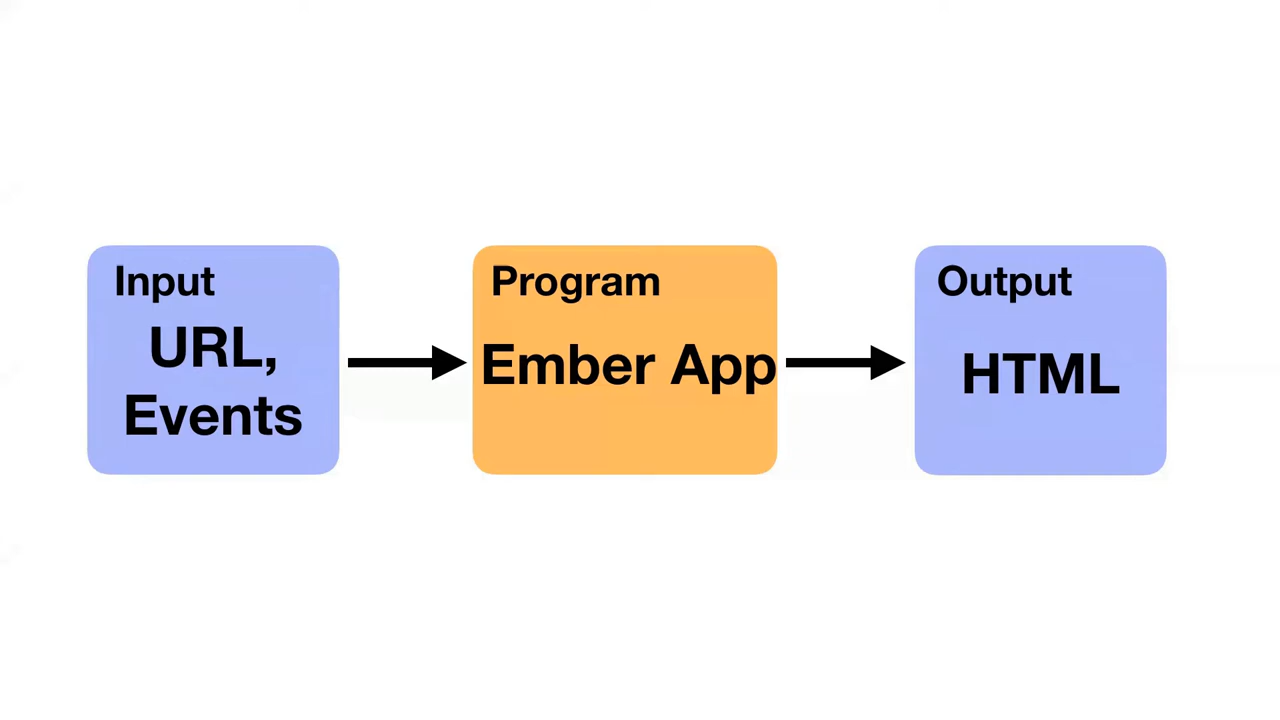 Input
URL,
Events
Program
Ember App
Output
HTML